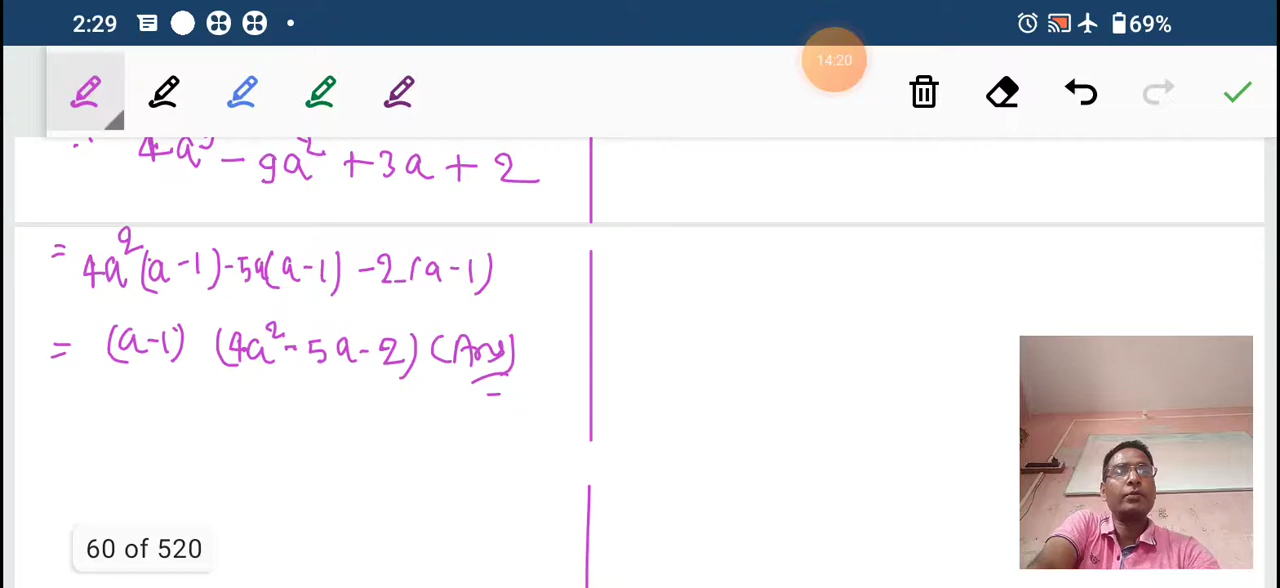 2:29
69%
14:20
∴ 4a³ - 9a² + 3a + 2
= 4a²(a-1) - 5a(a-1) - 2(a-1)
= (a-1) (4a² - 5a - 2) (Ans)
60 of 520